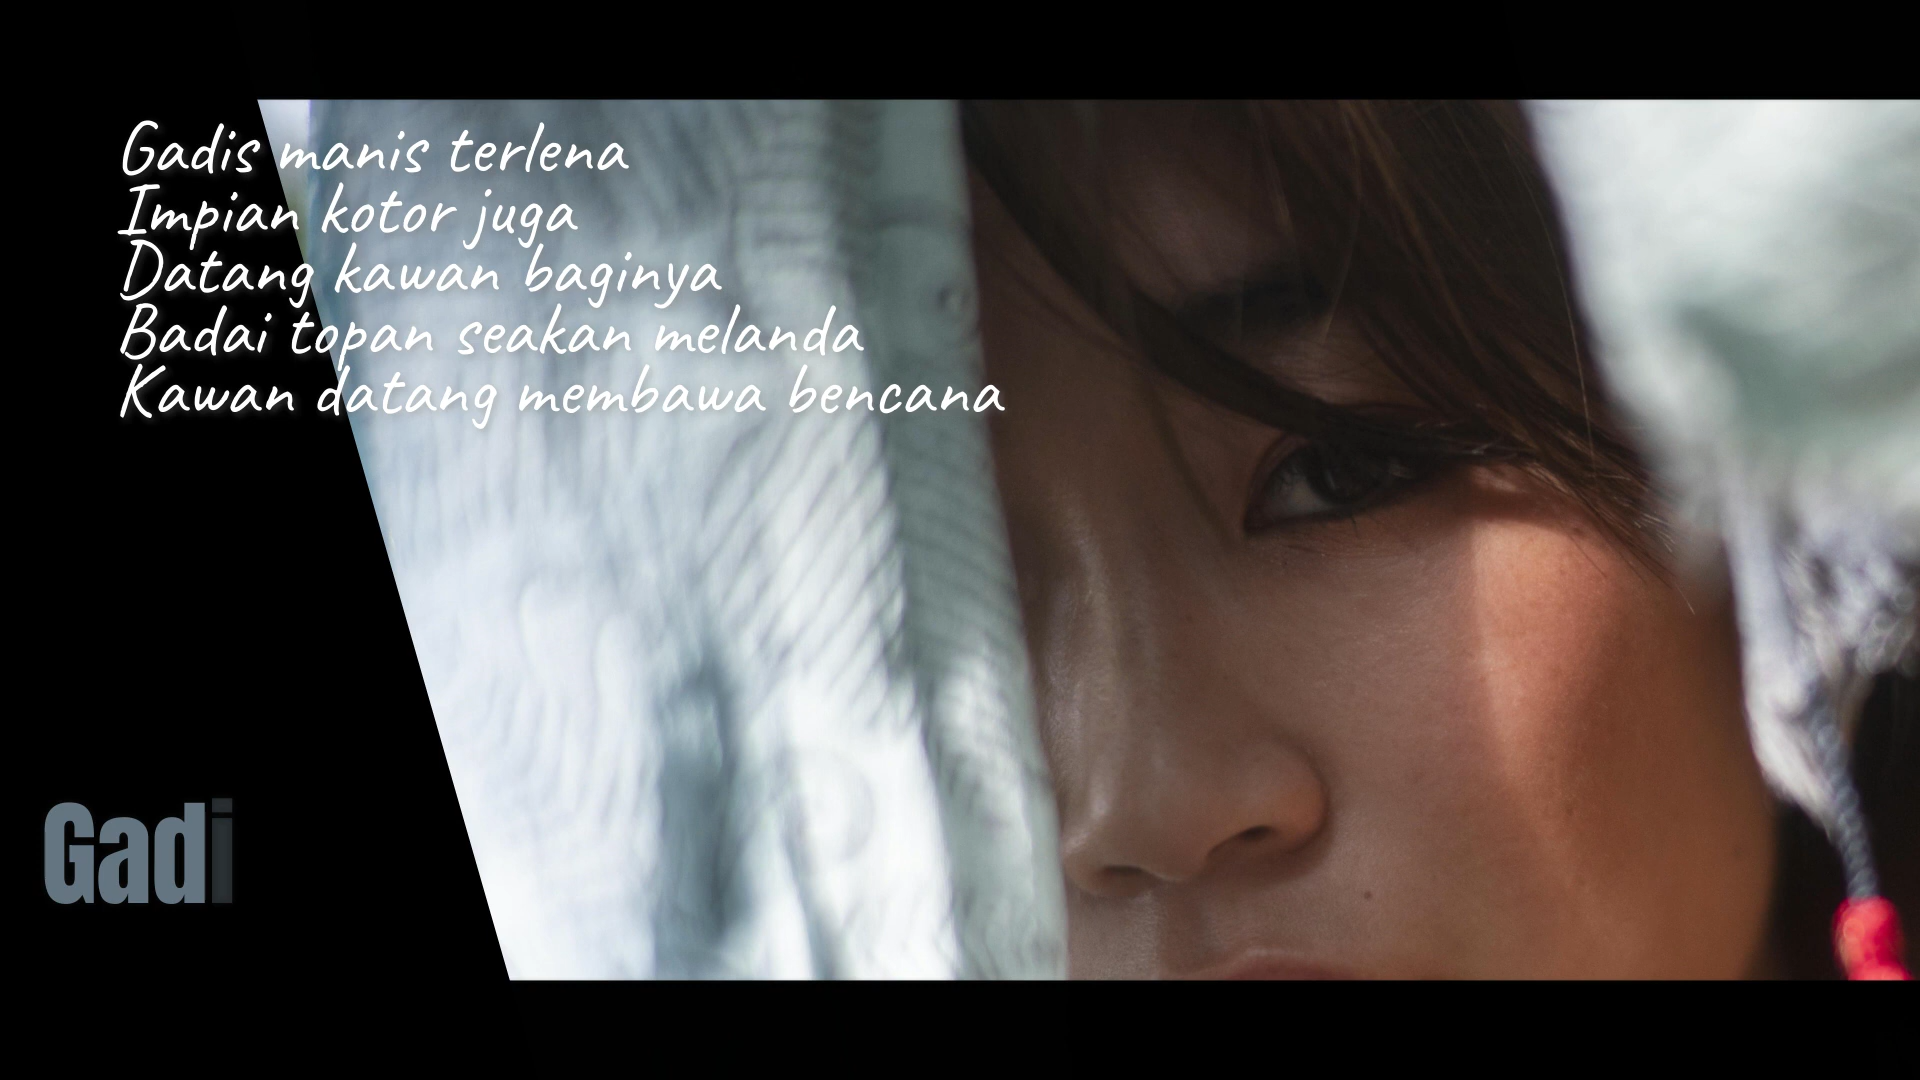 Gadis manis terlena
Impian kotor juga
Datang kawan baginya
Badai topan seakan melanda
Kawan datang membawa bencana
Gadi